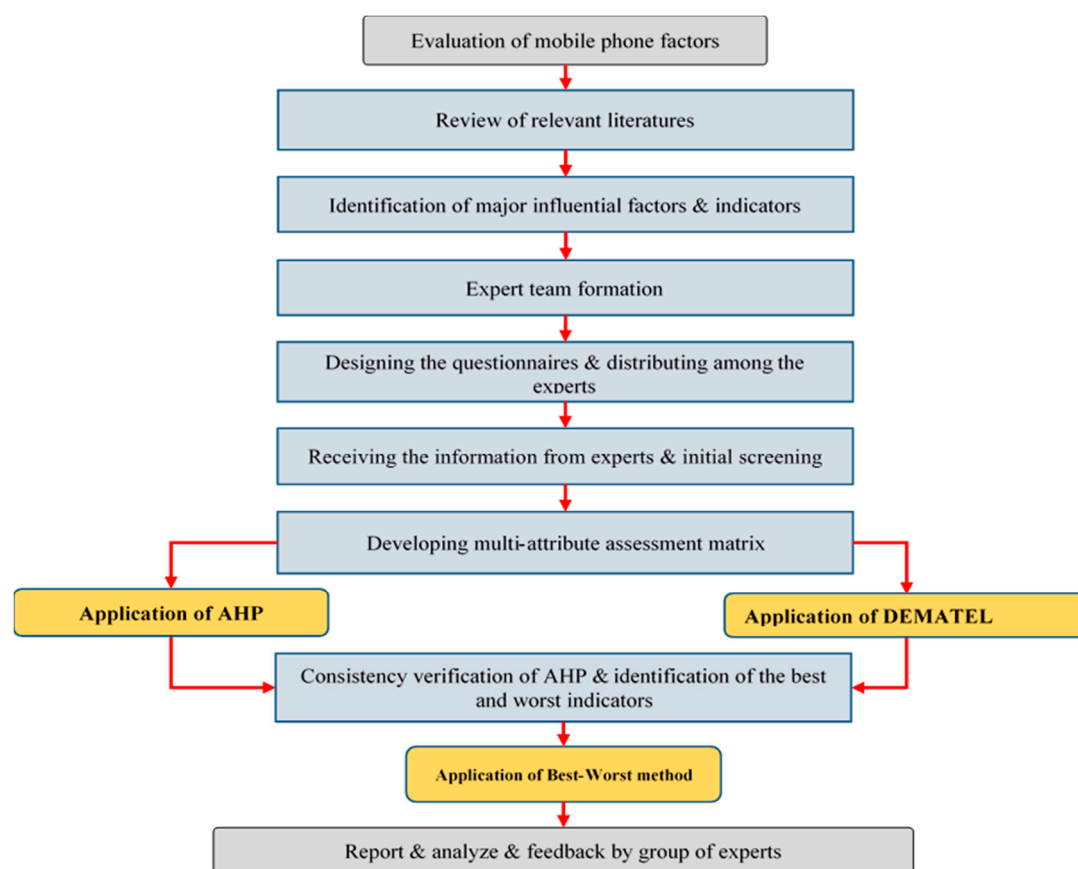 Evaluation of mobile phone factors
Review of relevant literatures
Identification of major influential factors & indicators
Expert team formation
Designing the questionnaires & distributing among the
experts
Receiving the information from experts & initial screening
Developing multi-attribute assessment matrix
Application of AHP
Application of DEMATEL
Consistency verification of AHP & identification of the best
and worst indicators
Application of Best-Worst method
Report & analyze & feedback by group of experts